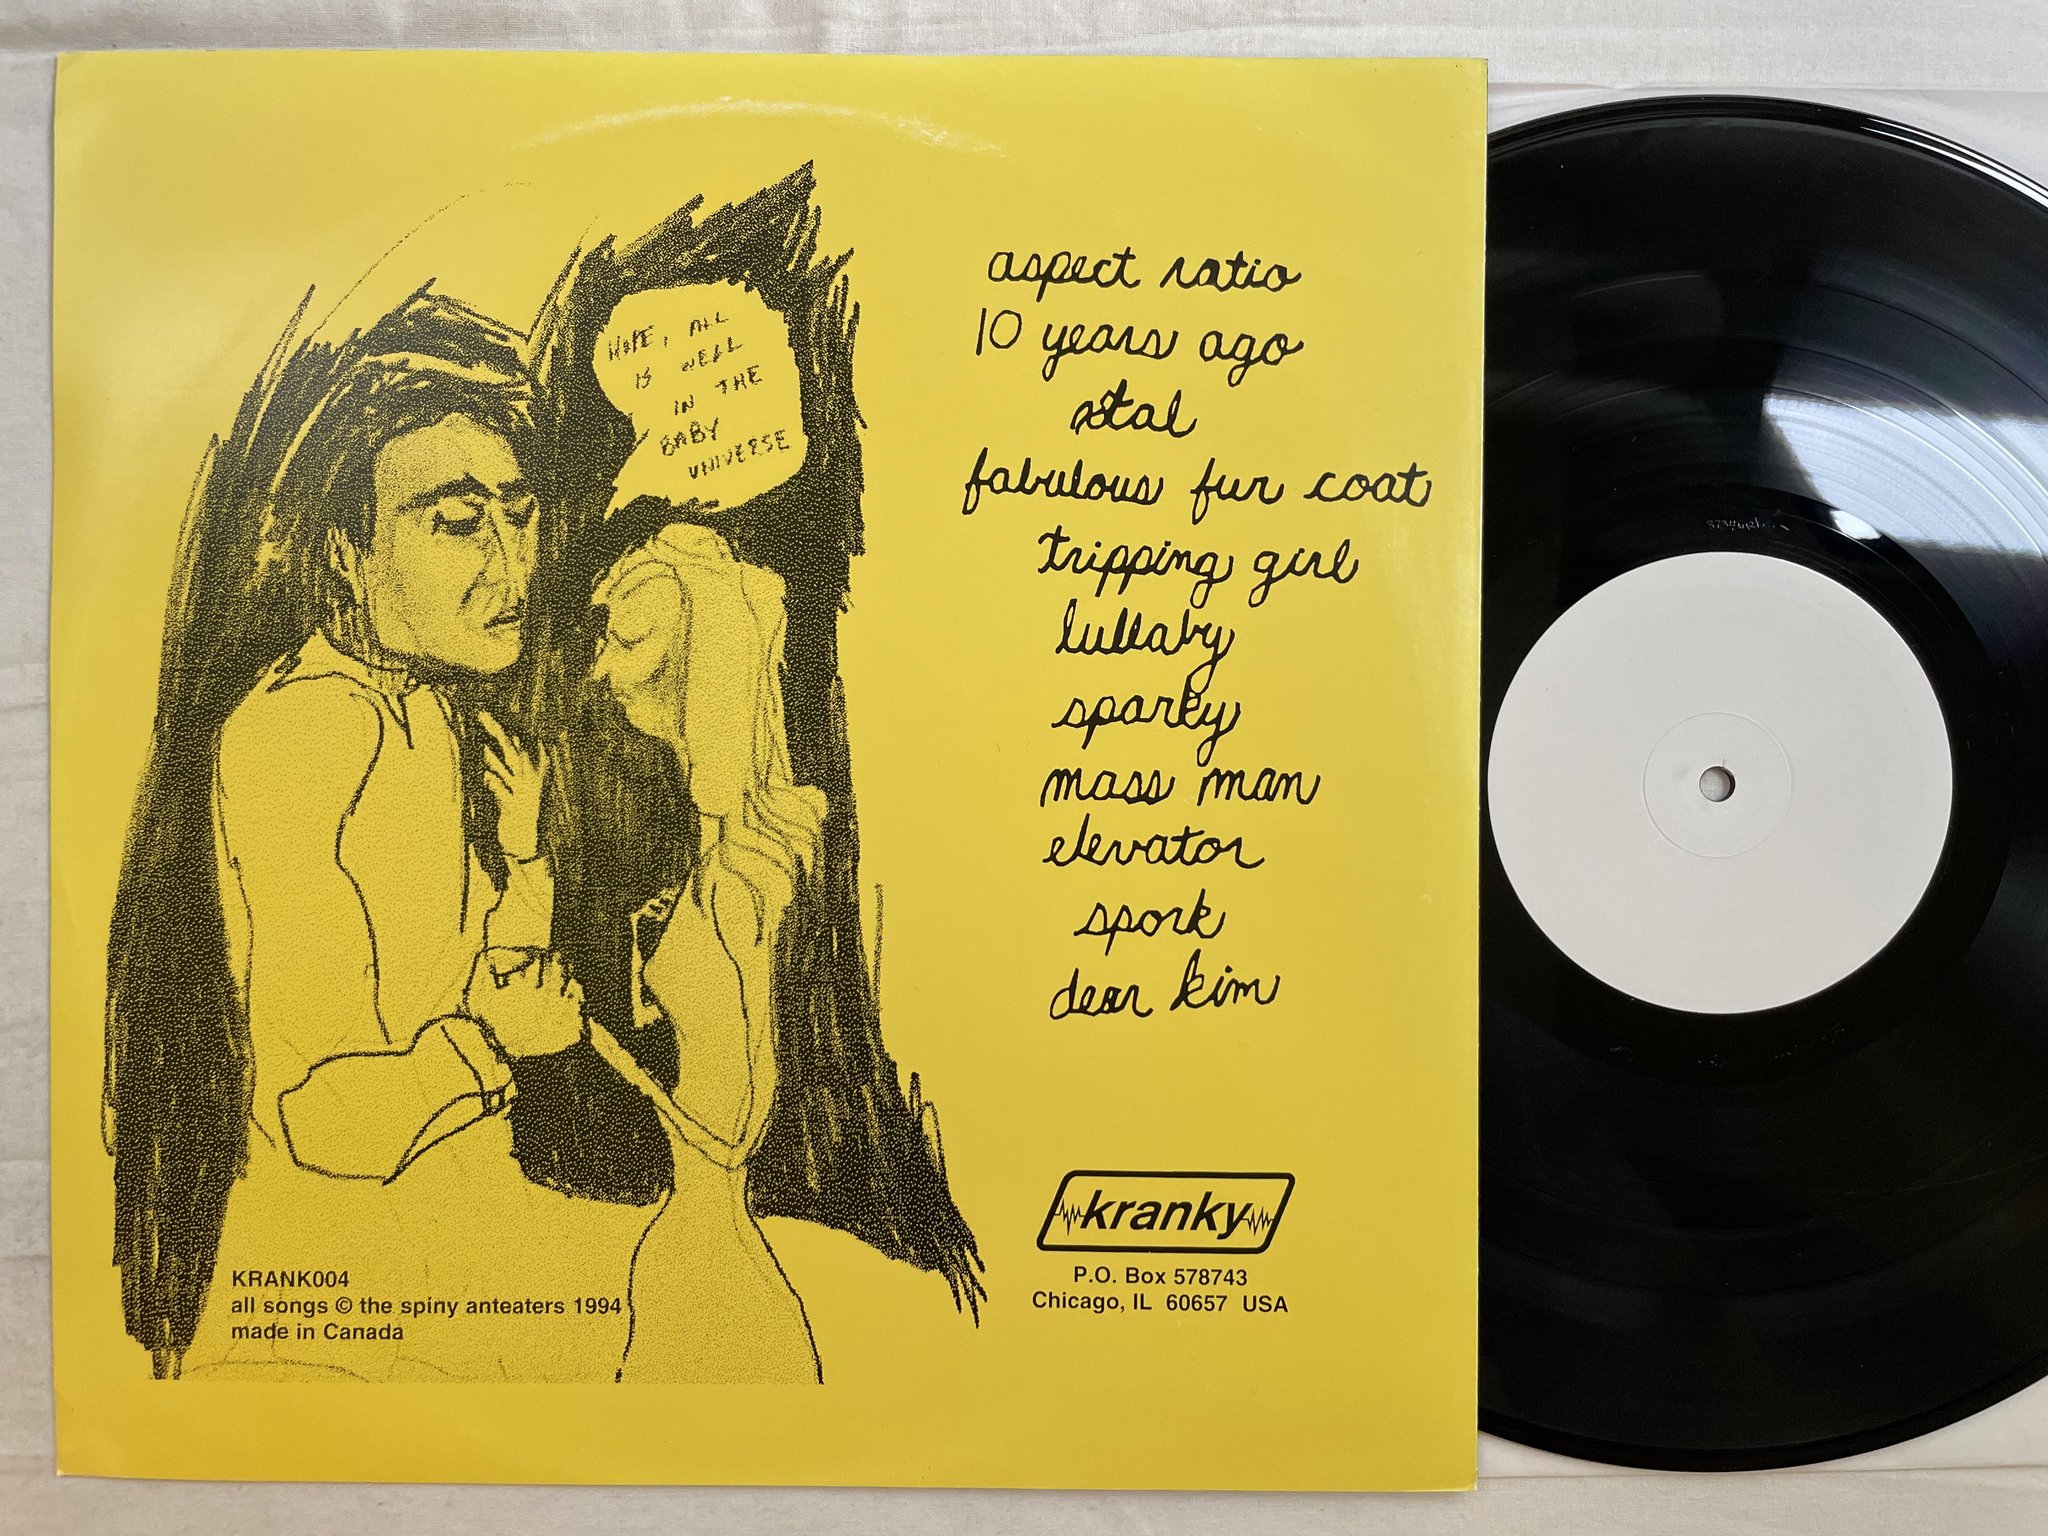 HOPE, ALL
IS WELL
IN THE
BABY
UNIVERSE
aspect ratio
10 years ago
stal
fabulous fur coat
tripping girl
lullaby
sparky
mass man
elevator
spork
dear kim
kranky
P.O. Box 578743
Chicago, IL 60657 USA
KRANK004
all songs © the spiny anteaters 1994
made in Canada